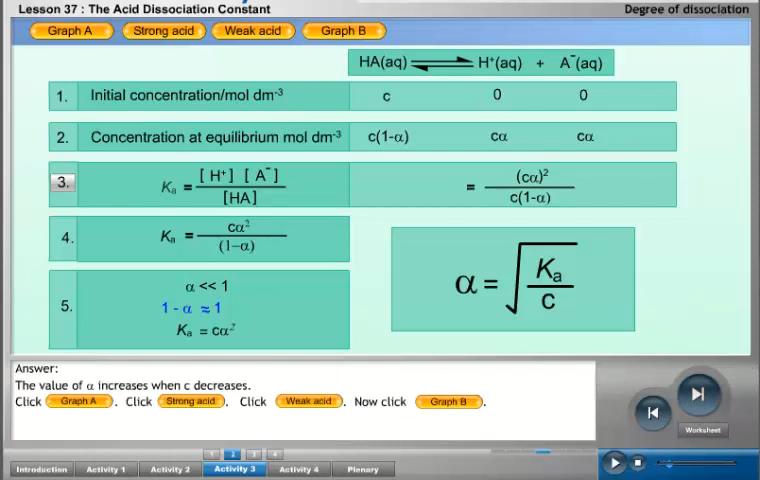 Lesson 37 : The Acid Dissociation Constant Degree of dissociation
Graph A Strong acid Weak acid Graph B
HA(aq) ⇌ H⁺(aq) + A⁻(aq)
1. Initial concentration/mol dm⁻³ c 0 0
2. Concentration at equilibrium mol dm⁻³ c(1-α) cα cα
3. Kₐ = [ H⁺] [ A⁻] / [HA] = (cα)² / c(1-α)
4. Kₐ = cα² / (1–α)
α = √(Kₐ / c)
5. α << 1
1 - α ≈ 1
Kₐ = cα²
Answer:
The value of α increases when c decreases.
Click Graph A . Click Strong acid . Click Weak acid . Now click Graph B .
Worksheet
1 2 3 4
Introduction Activity 1 Activity 2 Activity 3 Activity 4 Plenary